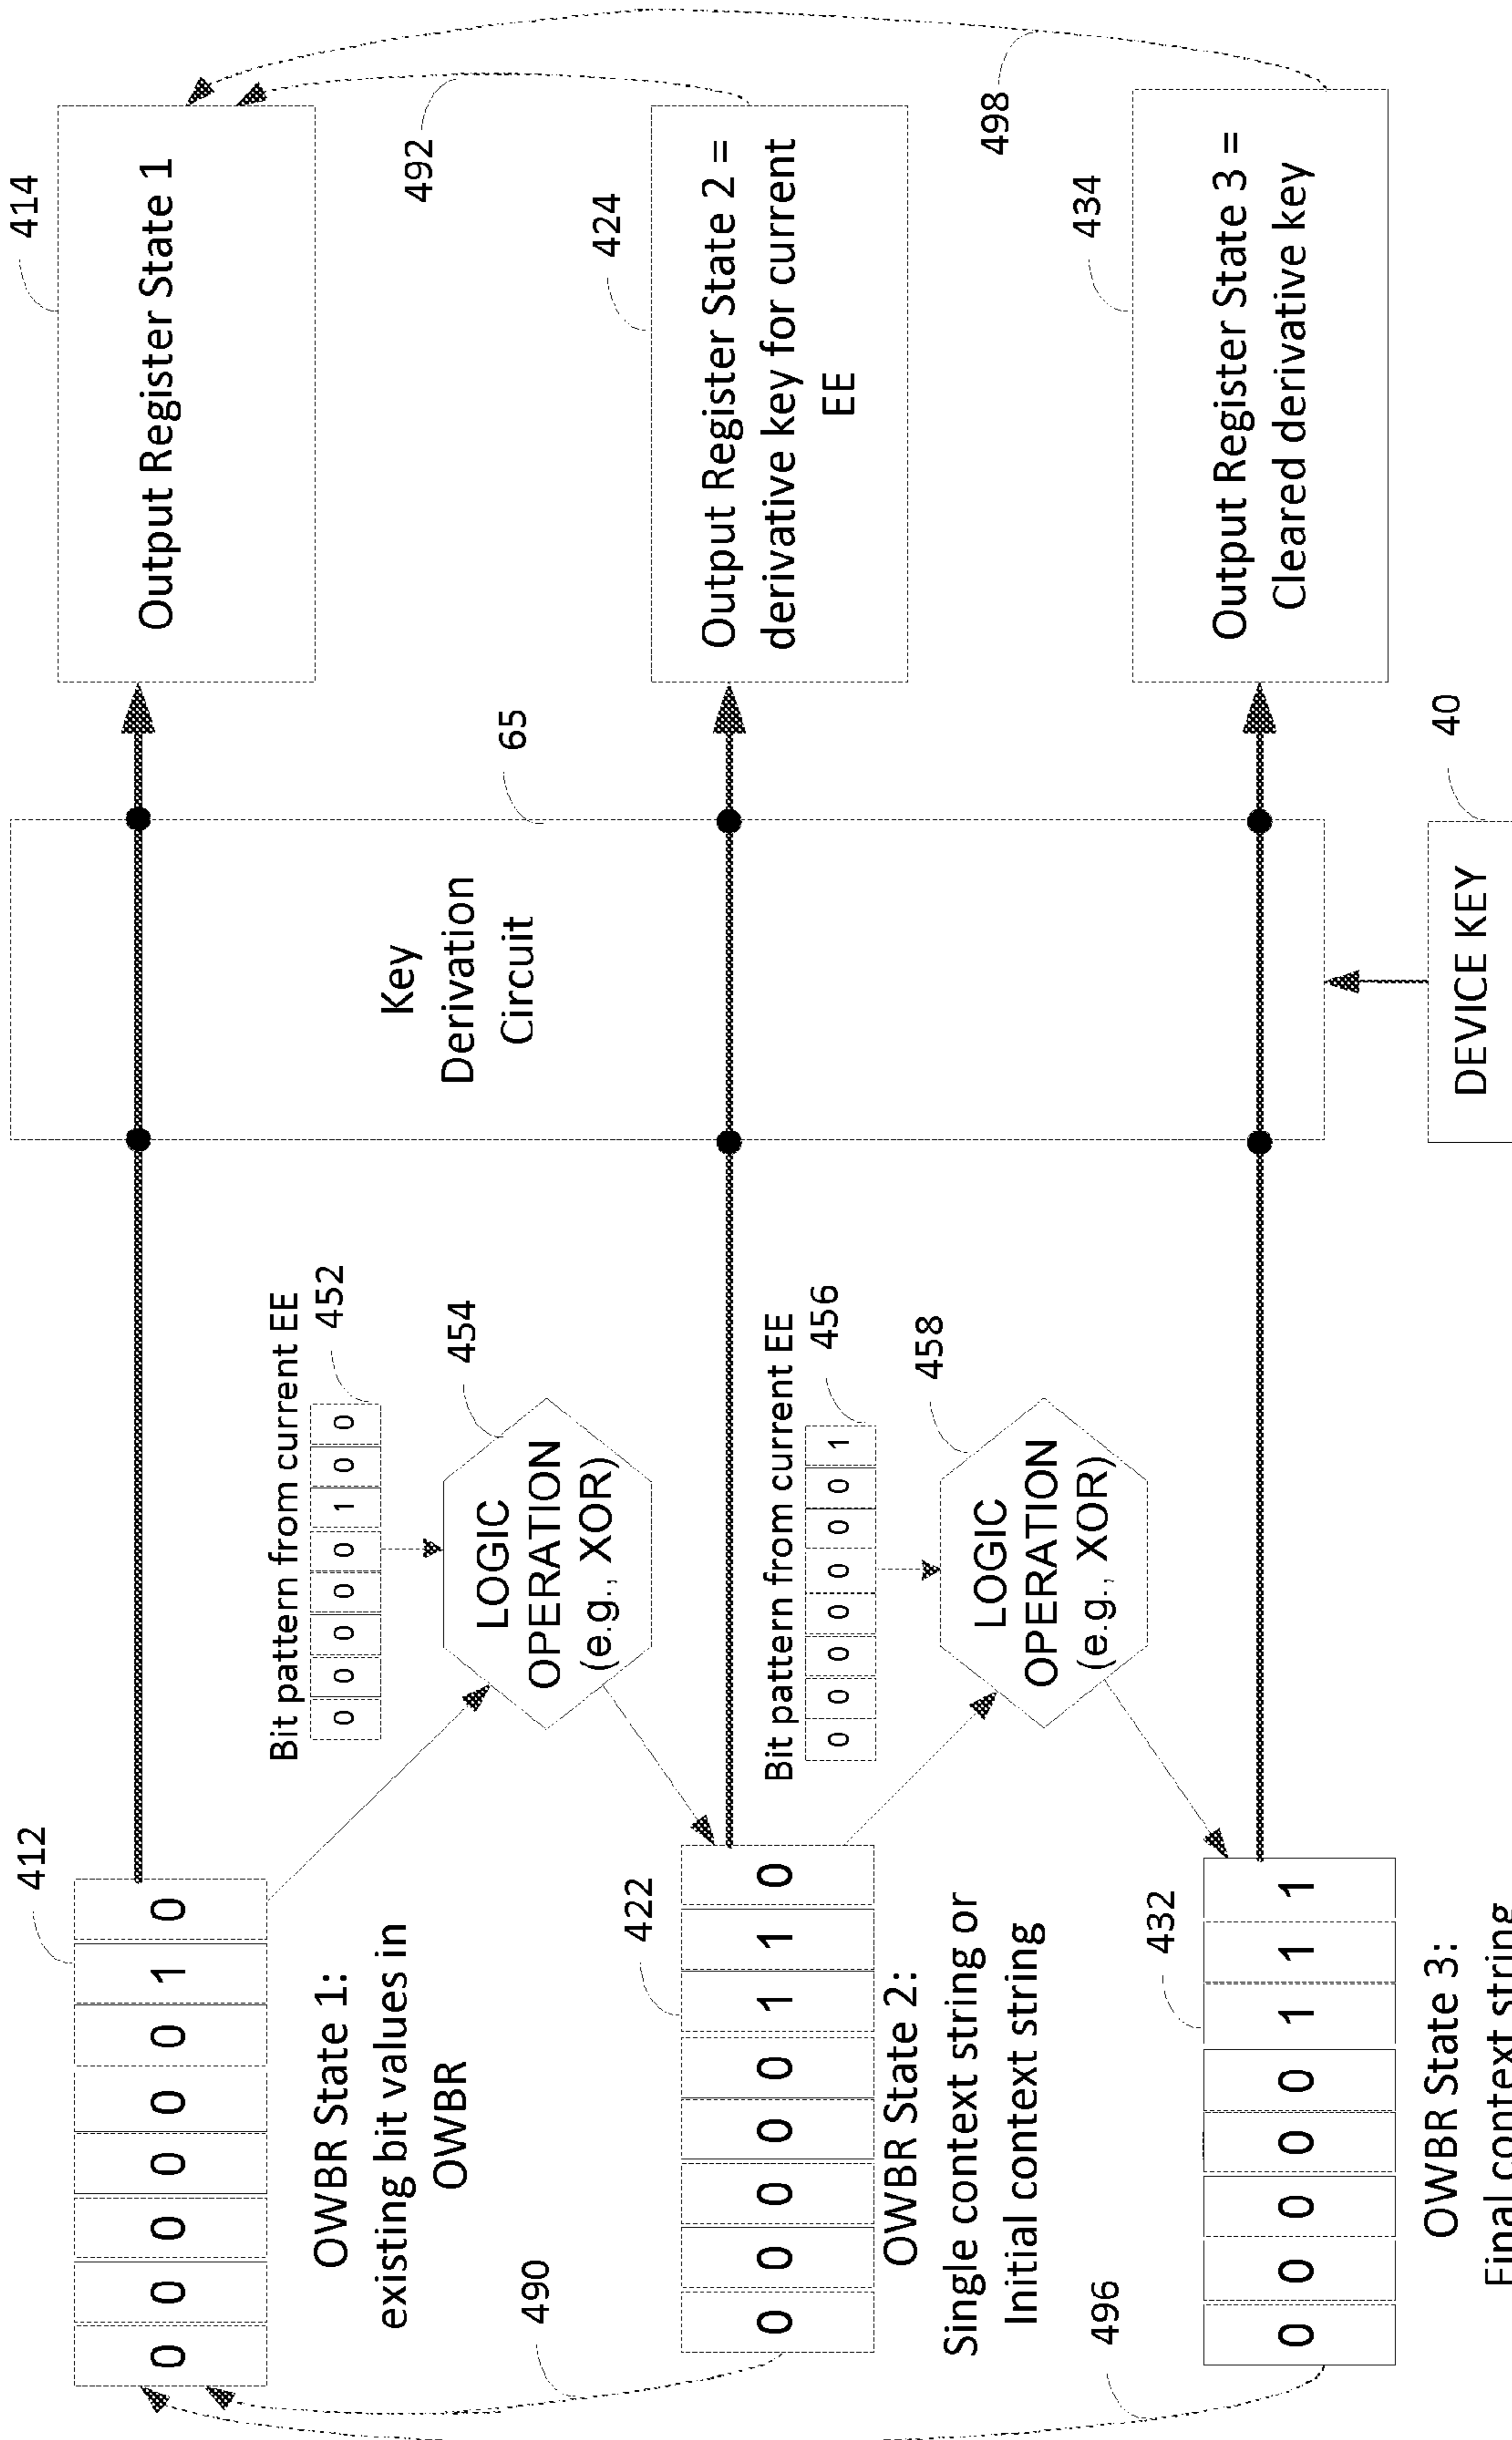 412
0 0 0 0 0 0 1 0
OWBR State 1:
existing bit values in
OWBR
Bit pattern from current EE
452
0 0 0 0 0 1 0 0
454
LOGIC
OPERATION
(e.g., XOR)
490
422
0 0 0 0 0 1 1 0
OWBR State 2:
Single context string or
Initial context string
Bit pattern from current EE
456
0 0 0 0 0 0 0 1
458
LOGIC
OPERATION
(e.g., XOR)
496
432
0 0 0 0 0 1 1 1
OWBR State 3:
Final context string
Key
Derivation
Circuit
65
DEVICE KEY
40
414
Output Register State 1
492
424
Output Register State 2 =
derivative key for current
EE
498
434
Output Register State 3 =
Cleared derivative key